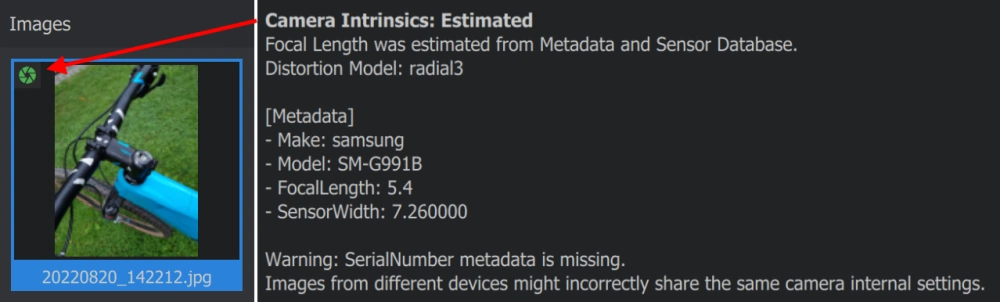 Images
20220820_142212.jpg
Camera Intrinsics: Estimated
Focal Length was estimated from Metadata and Sensor Database.
Distortion Model: radial3
[Metadata]
- Make: samsung
- Model: SM-G991B
- FocalLength: 5.4
- SensorWidth: 7.260000
Warning: SerialNumber metadata is missing.
Images from different devices might incorrectly share the same camera internal settings.